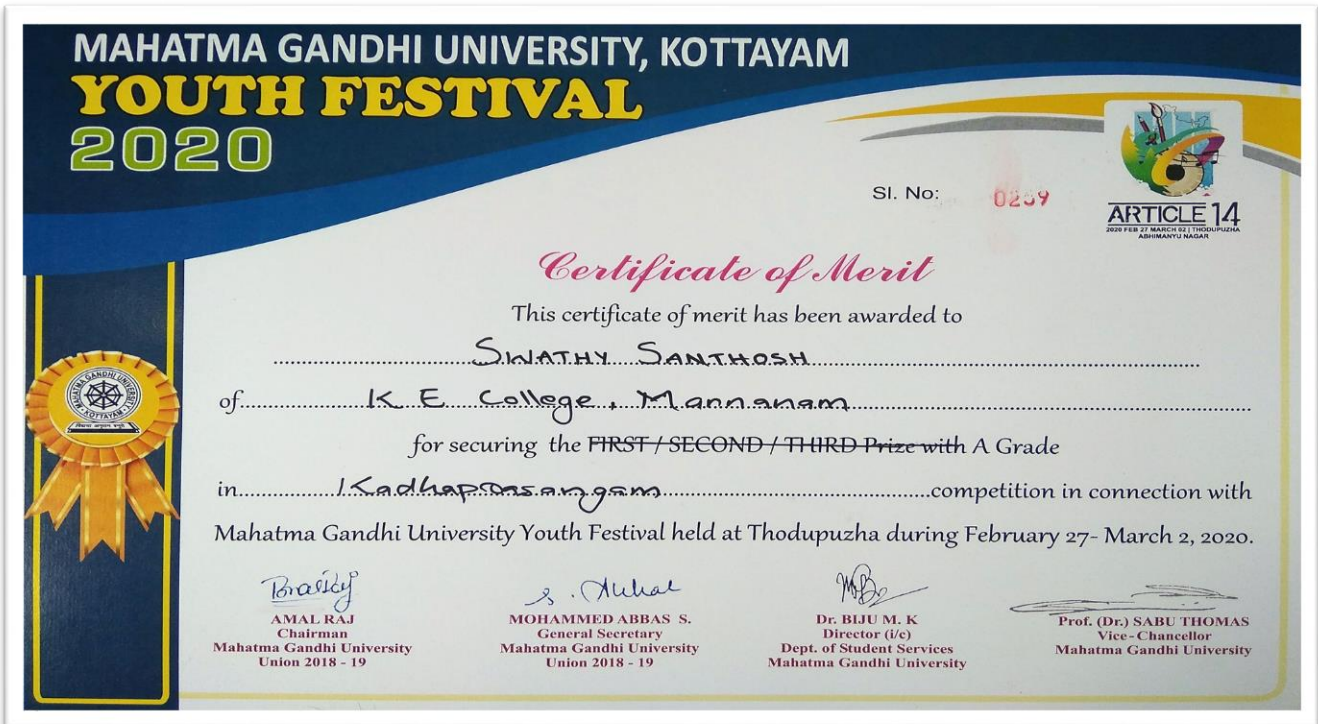 MAHATMA GANDHI UNIVERSITY, KOTTAYAM
YOUTH FESTIVAL
2020
Sl. No:
ARTICLE 14
2020 FEB 27 MARCH 02 | THODUPUZHA
ABHIMANYU NAGAR
Certificate of Merit
This certificate of merit has been awarded to
SWATHY SANTHOSH
of K E College, Mannanam
for securing the FIRST / SECOND / THIRD Prize with A Grade
in Kadhaprasangam competition in connection with
Mahatma Gandhi University Youth Festival held at Thodupuzha during February 27- March 2, 2020.
MAHATMA GANDHI UNIVERSITY
KOTTAYAM
AMAL RAJ
Chairman
Mahatma Gandhi University
Union 2018 - 19
MOHAMMED ABBAS S.
General Secretary
Mahatma Gandhi University
Union 2018 - 19
Dr. BIJU M. K
Director (i/c)
Dept. of Student Services
Mahatma Gandhi University
Prof. (Dr.) SABU THOMAS
Vice-Chancellor
Mahatma Gandhi University